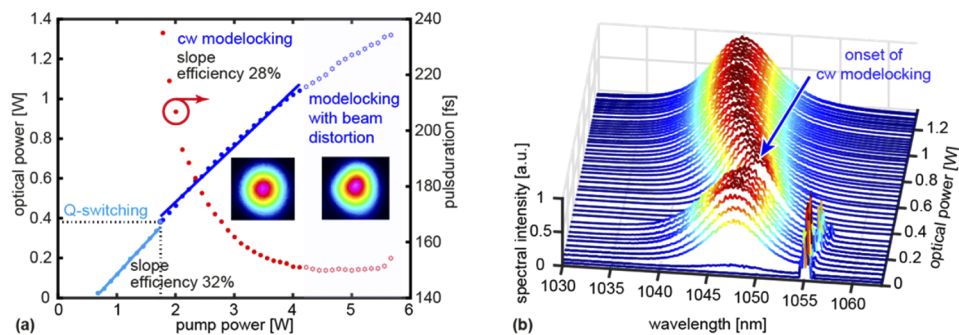 1.4
1.2
1
0.8
0.6
0.4
0.2
0
optical power [W]
cw modelocking
slope
efficiency 28%
modelocking
with beam
distortion
Q-switching
slope
efficiency 32%
240
220
200
180
160
140
pulsduration [fs]
0
1
2
3
4
5
6
pump power [W]
(a)
onset of
cw modelocking
spectral intensity [a.u.]
1
0.5
0
1030
1035
1040
1045
1050
1055
1060
wavelength [nm]
0
0.2
0.4
0.6
0.8
1
1.2
optical power [W]
(b)